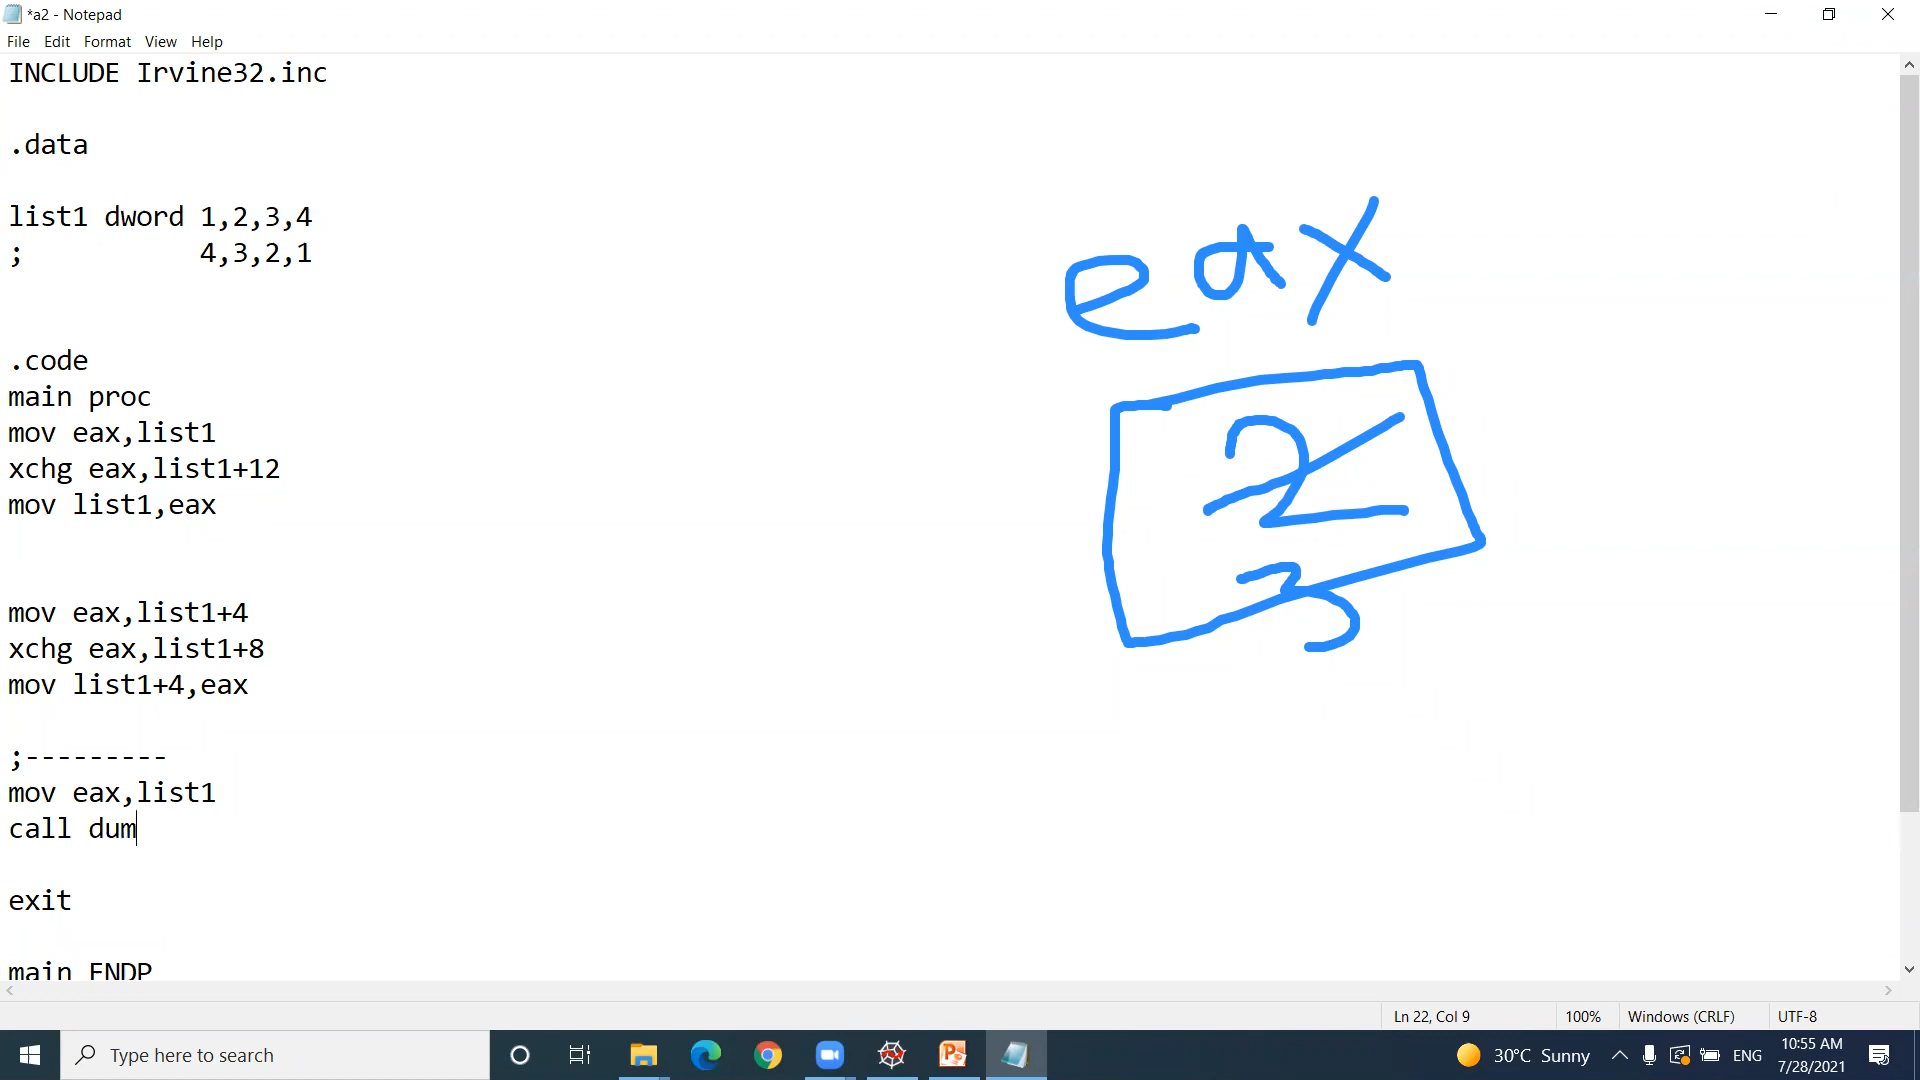 *a2 - Notepad
File Edit Format View Help
INCLUDE Irvine32.inc
.data
list1 dword 1,2,3,4
; 4,3,2,1
.code
main proc
mov eax,list1
xchg eax,list1+12
mov list1,eax
mov eax,list1+4
xchg eax,list1+8
mov list1+4,eax
;---------
mov eax,list1
call dum
exit
main ENDP
eax
2
3
Ln 22, Col 9 100% Windows (CRLF) UTF-8
Type here to search
30°C Sunny ENG
10:55 AM
7/28/2021